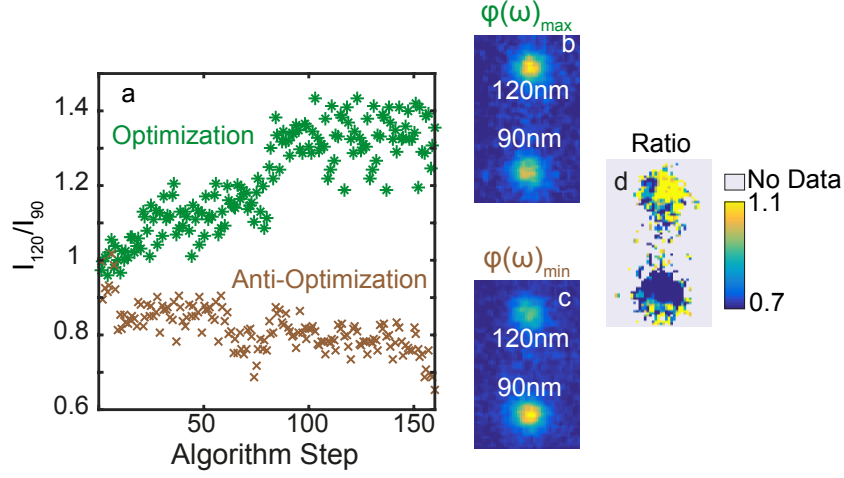 a
Optimization
Anti-Optimization
I120/I90
1.4
1.2
1
0.8
0.6
50
100
150
Algorithm Step
φ(ω)max
b
120nm
90nm
φ(ω)min
c
120nm
90nm
Ratio
d
No Data
1.1
0.7